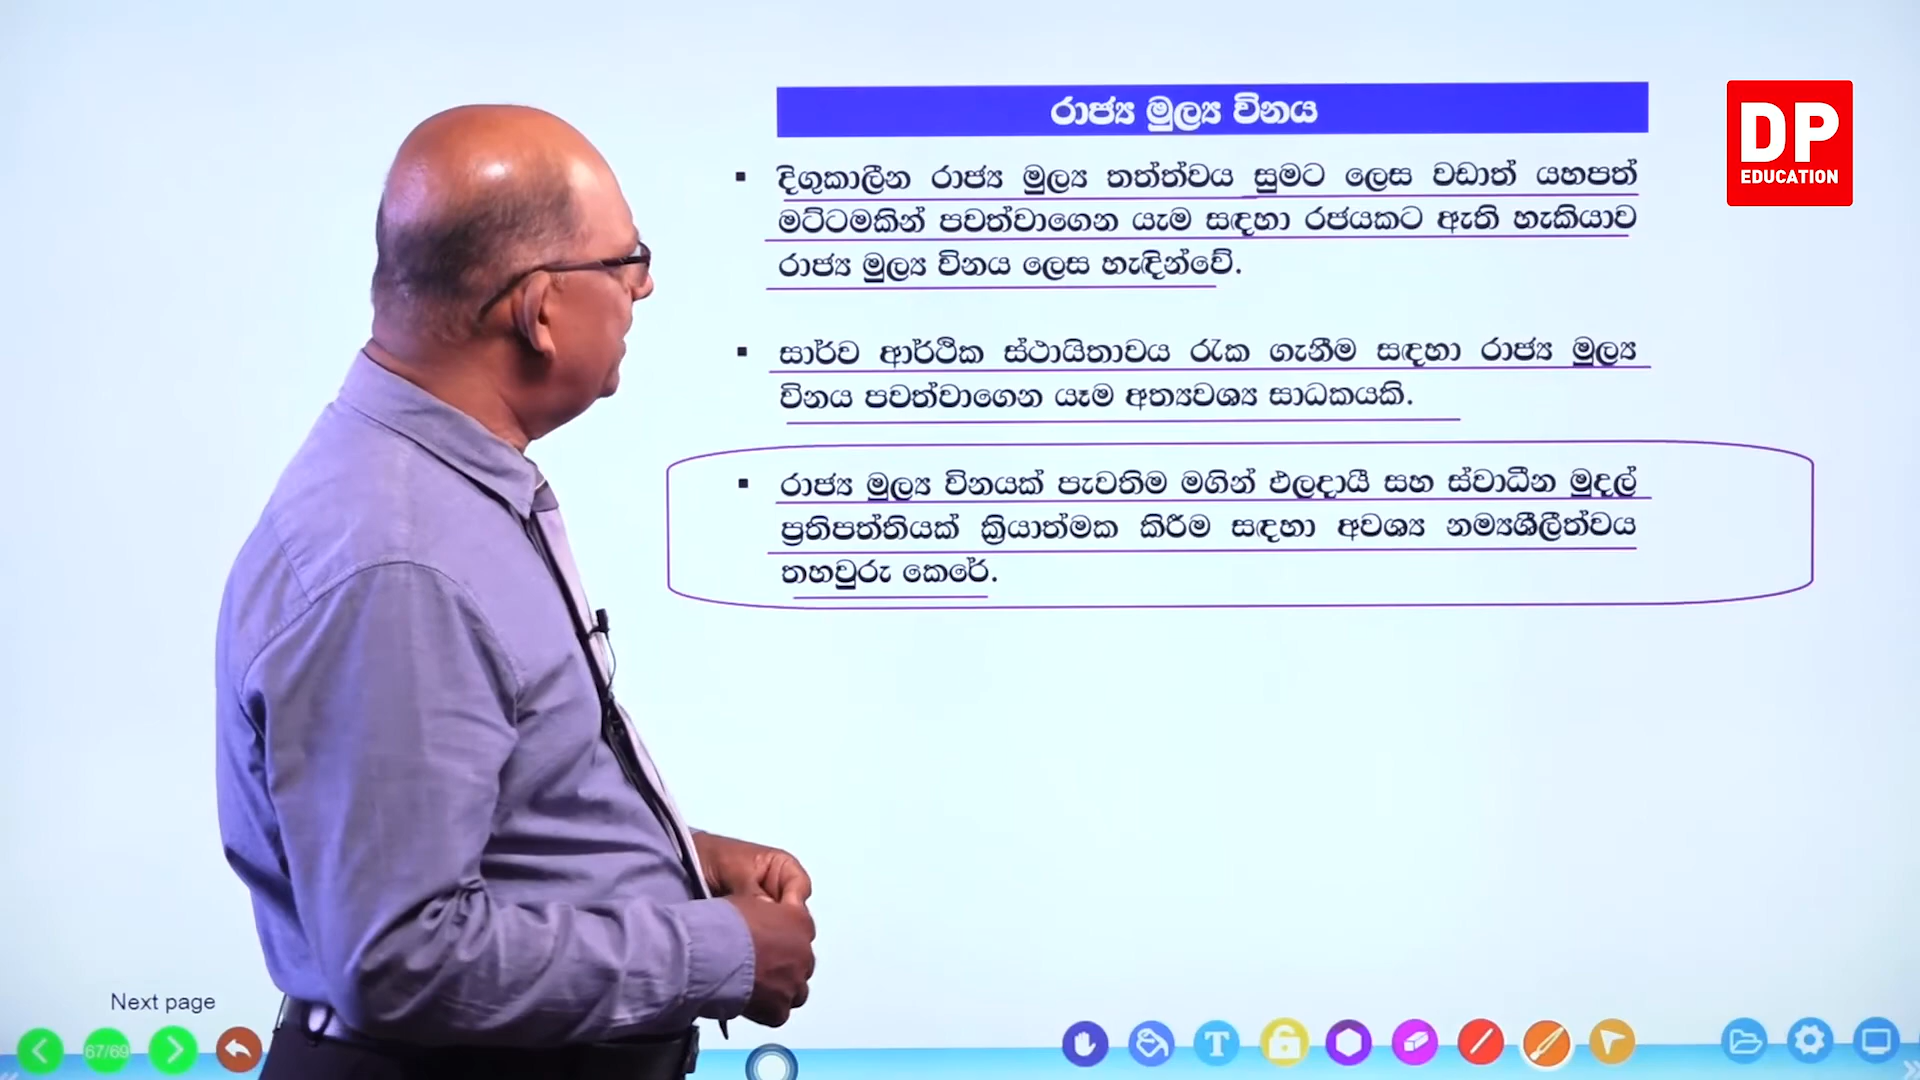 රාජ්‍ය මුල්‍ය විනය
DP
EDUCATION
▪ දිගුකාලීන රාජ්‍ය මුල්‍ය තත්ත්වය සුමට ලෙස වඩාත් යහපත්
මට්ටමකින් පවත්වාගෙන යැම සඳහා රජයකට ඇති හැකියාව
රාජ්‍ය මුල්‍ය විනය ලෙස හැඳින්වේ.
▪ සාර්ව ආර්ථික ස්ථායිතාවය රැක ගැනීම සඳහා රාජ්‍ය මුල්‍ය
විනය පවත්වාගෙන යෑම අත්‍යවශ්‍ය සාධකයකි.
▪ රාජ්‍ය මුල්‍ය විනයක් පැවතිම මගින් ඵලදායී සහ ස්වාධීන මුදල්
ප්‍රතිපත්තියක් ක්‍රියාත්මක කිරීම සඳහා අවශ්‍ය නම්‍යශීලීත්වය
තහවුරු කෙරේ.
Next page
67/69